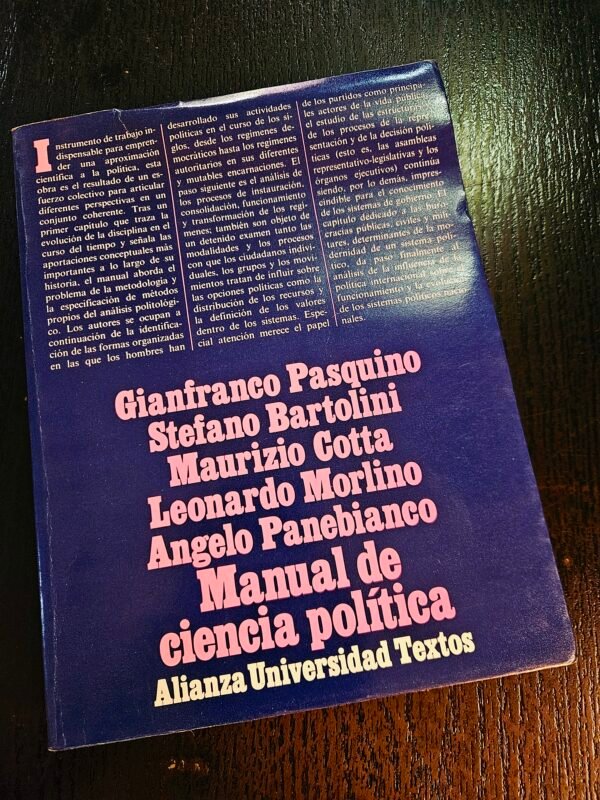 Instrumento de trabajo in-
dispensable para empren-
der una aproximación
científica a la política, esta
obra es el resultado de un es-
fuerzo colectivo para articular
diferentes perspectivas en un
conjunto coherente. Tras un
primer capítulo que traza la
evolución de la disciplina en el
curso del tiempo y señala las
aportaciones conceptuales más
importantes a lo largo de su
historia, el manual aborda el
problema de la metodología y
la especificación de métodos
propios del análisis politológi-
co. Los autores se ocupan a
continuación de la identifica-
ción de las formas organizadas
en las que los hombres han
desarrollado sus actividades
políticas en el curso de los si-
glos, desde los regímenes de-
mocráticos hasta los regímenes
autoritarios en sus diferentes
y mutables encarnaciones. El
paso siguiente es el análisis de
los procesos de instauración,
consolidación, funcionamiento
y transformación de los regí-
menes; también son objeto de
un detenido examen tanto las
modalidades y los procesos
con que los ciudadanos indivi-
duales, los grupos y los movi-
mientos tratan de influir sobre
las opciones políticas como la
distribución de los recursos y
la definición de los valores
dentro de los sistemas. Espe-
cial atención merece el papel
de los partidos como principa-
les actores de la vida pública;
el estudio de las estructuras y
de los procesos de la repre-
sentación y de la decisión polí-
ticas (esto es, las asambleas
representativo-legislativas y los
órganos ejecutivos) continúa
siendo, por lo demás, impres-
cindible para el conocimiento
de los sistemas de gobierno. El
capítulo dedicado a las buro-
cracias públicas, civiles y mili-
tares, determinantes de la mo-
dernidad de un sistema polí-
tico, da paso finalmente al
análisis de la influencia de la
política internacional sobre el
funcionamiento y la evolución
de los sistemas políticos nacio-
nales.
Gianfranco Pasquino
Stefano Bartolini
Maurizio Cotta
Leonardo Morlino
Angelo Panebianco
Manual de
ciencia política
Alianza Universidad Textos